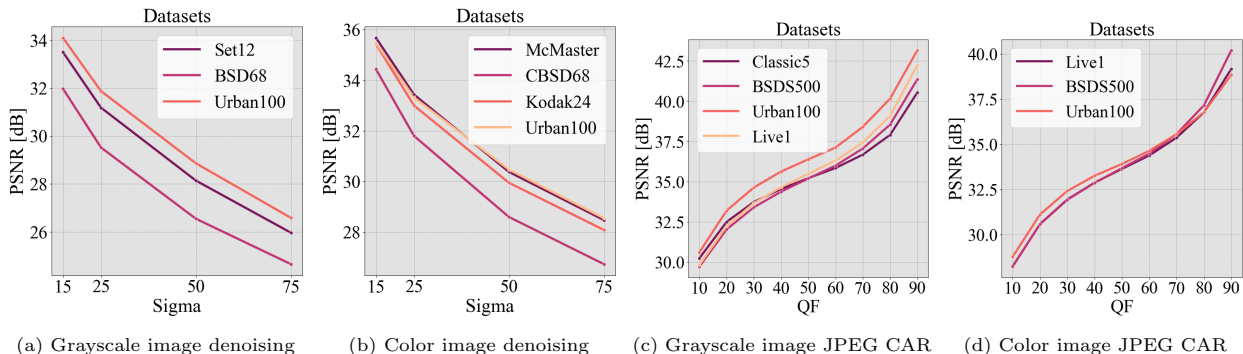 Datasets
PSNR [dB]
34
32
30
28
26
Set12
BSD68
Urban100
15 25 50 75
Sigma
(a) Grayscale image denoising
Datasets
PSNR [dB]
36
34
32
30
28
McMaster
CBSD68
Kodak24
Urban100
15 25 50 75
Sigma
(b) Color image denoising
Datasets
PSNR [dB]
42.5
40.0
37.5
35.0
32.5
30.0
Classic5
BSDS500
Urban100
Live1
10 20 30 40 50 60 70 80 90
QF
(c) Grayscale image JPEG CAR
Datasets
PSNR [dB]
40.0
37.5
35.0
32.5
30.0
Live1
BSDS500
Urban100
10 20 30 40 50 60 70 80 90
QF
(d) Color image JPEG CAR